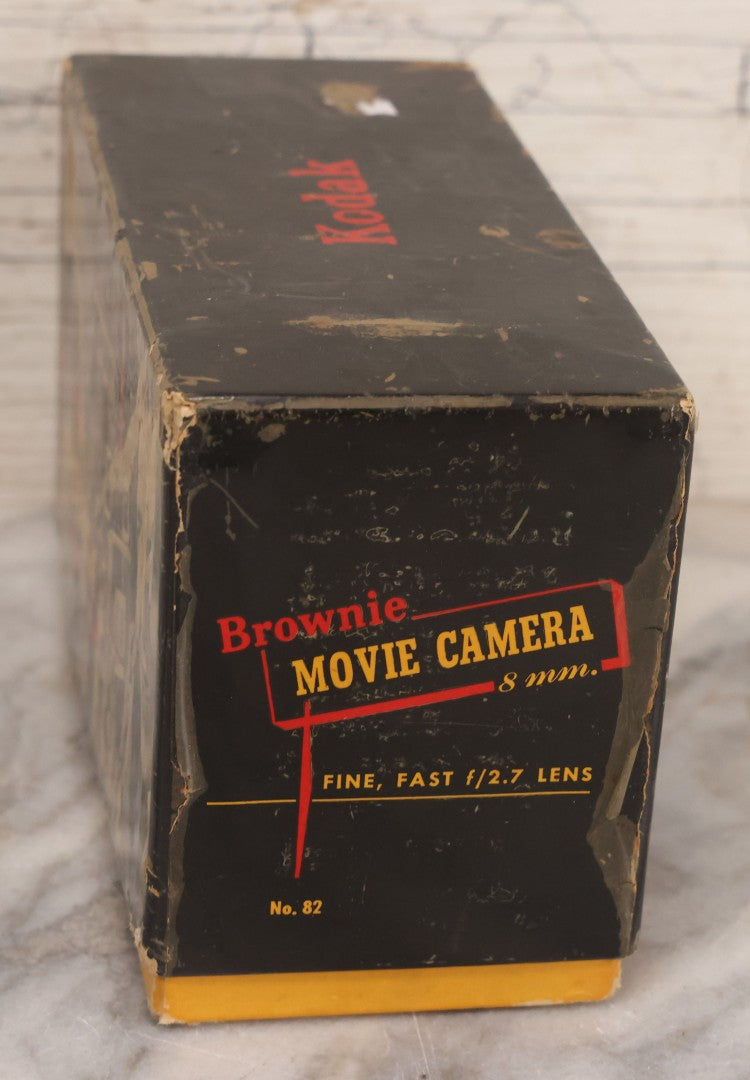 Kodak
Brownie
MOVIE CAMERA
8 mm.
FINE, FAST f/2.7 LENS
No. 82